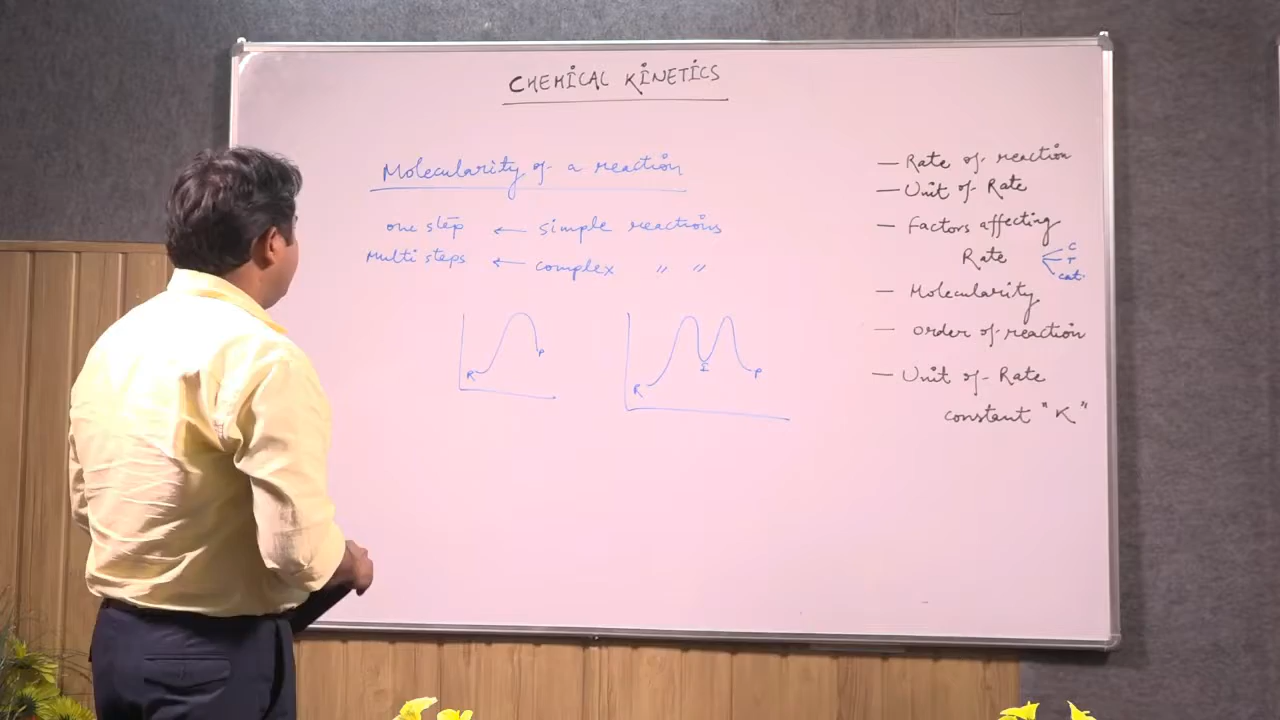 CHEMICAL KINETICS
Molecularity of a reaction
one step ← simple reactions
Multi steps ← complex " "
R P
R I P
— Rate of reaction
— Unit of Rate
— Factors affecting
Rate
C
T
cat.
— Molecularity
— order of reaction
— Unit of Rate
constant "K"